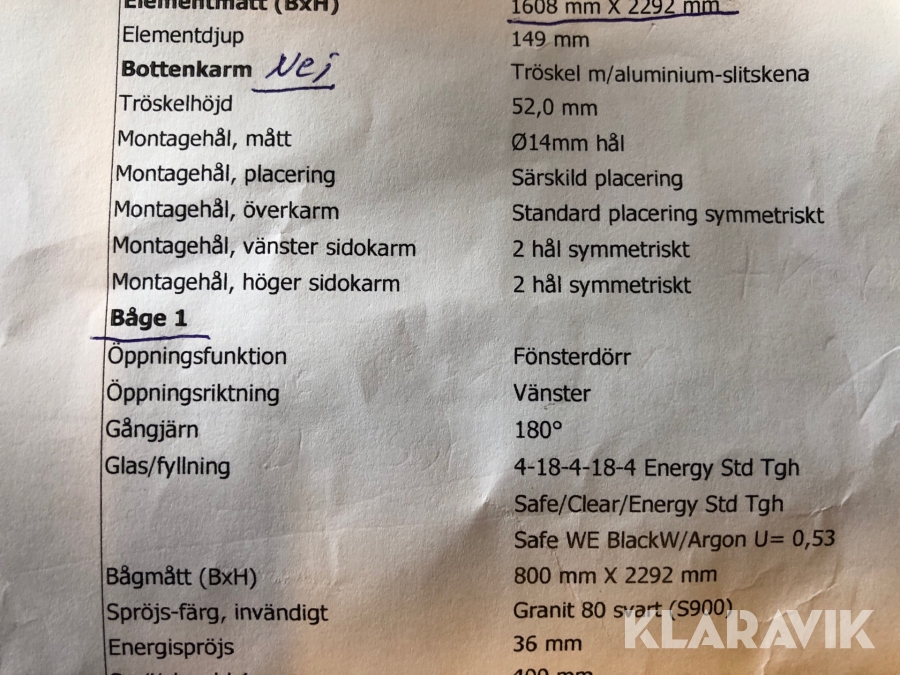 Elementmått (BxH) 1608 mm X 2292 mm
Elementdjup 149 mm
Bottenkarm Nej Tröskel m/aluminium-slitskena
Tröskelhöjd 52,0 mm
Montagehål, mått Ø14mm hål
Montagehål, placering Särskild placering
Montagehål, överkarm Standard placering symmetriskt
Montagehål, vänster sidokarm 2 hål symmetriskt
Montagehål, höger sidokarm 2 hål symmetriskt
Båge 1
Öppningsfunktion Fönsterdörr
Öppningsriktning Vänster
Gångjärn 180°
Glas/fyllning 4-18-4-18-4 Energy Std Tgh
Safe/Clear/Energy Std Tgh
Safe WE BlackW/Argon U= 0,53
Bågmått (BxH) 800 mm X 2292 mm
Spröjs-färg, invändigt Granit 80 svart (S900)
Energispröjs 36 mm
KLARAVIK